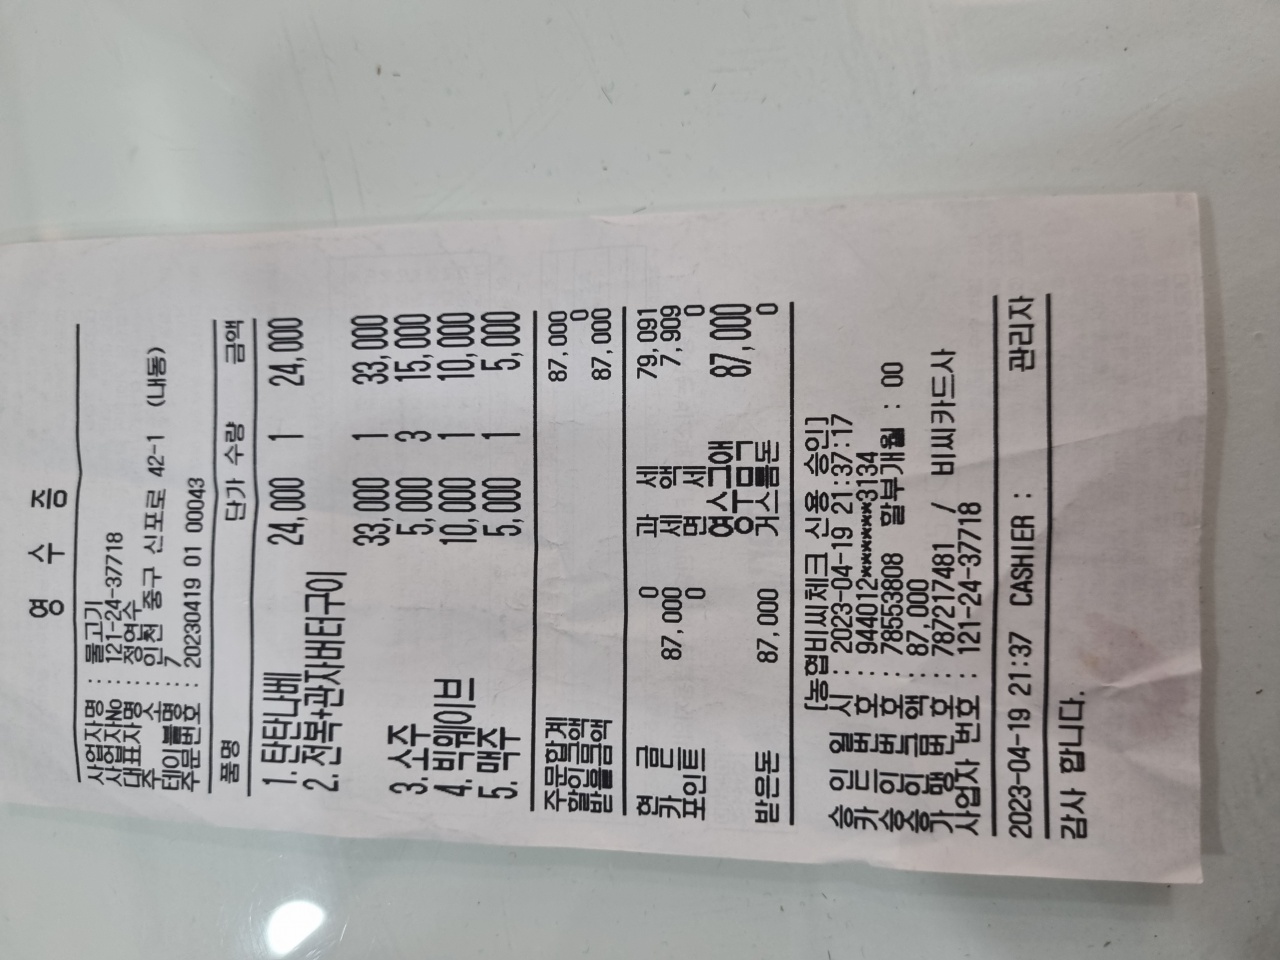 영 수 증
사업자명 : 물고기
사업자No : 121-24-37718
대표자명 : 정연수
주 소 : 인천 중구 신포로 42-1 (내동)
테이블명 : 7
주문번호 : 20230419 01 00043
품명 단가 수량 금액
1. 탄탄나베 24,000 1 24,000
2. 전복+관자버터구이
33,000 1 33,000
3. 소주 5,000 3 15,000
4. 빅웨이브 10,000 1 10,000
5. 맥주 5,000 1 5,000
주문합계 87,000
할인금액 0
받을금액 87,000
현 금 0 과 세 79,091
카 드 87,000 세 액 7,909
포인트 0 면 세 0
영수금액 87,000
받은돈 87,000 거스름돈 0
[농협비씨체크 신용 승인]
승 인 일 시 : 2023-04-19 21:37:17
카 드 번 호 : 944012******3134
승 인 번 호 : 78553808 할부개월 : 00
승 인 금 액 : 87,000
가 맹 번 호 : 787217481 / 비씨카드사
사업자 번호 : 121-24-37718
2023-04-19 21:37 CASHIER : 관리자
감사 합니다.